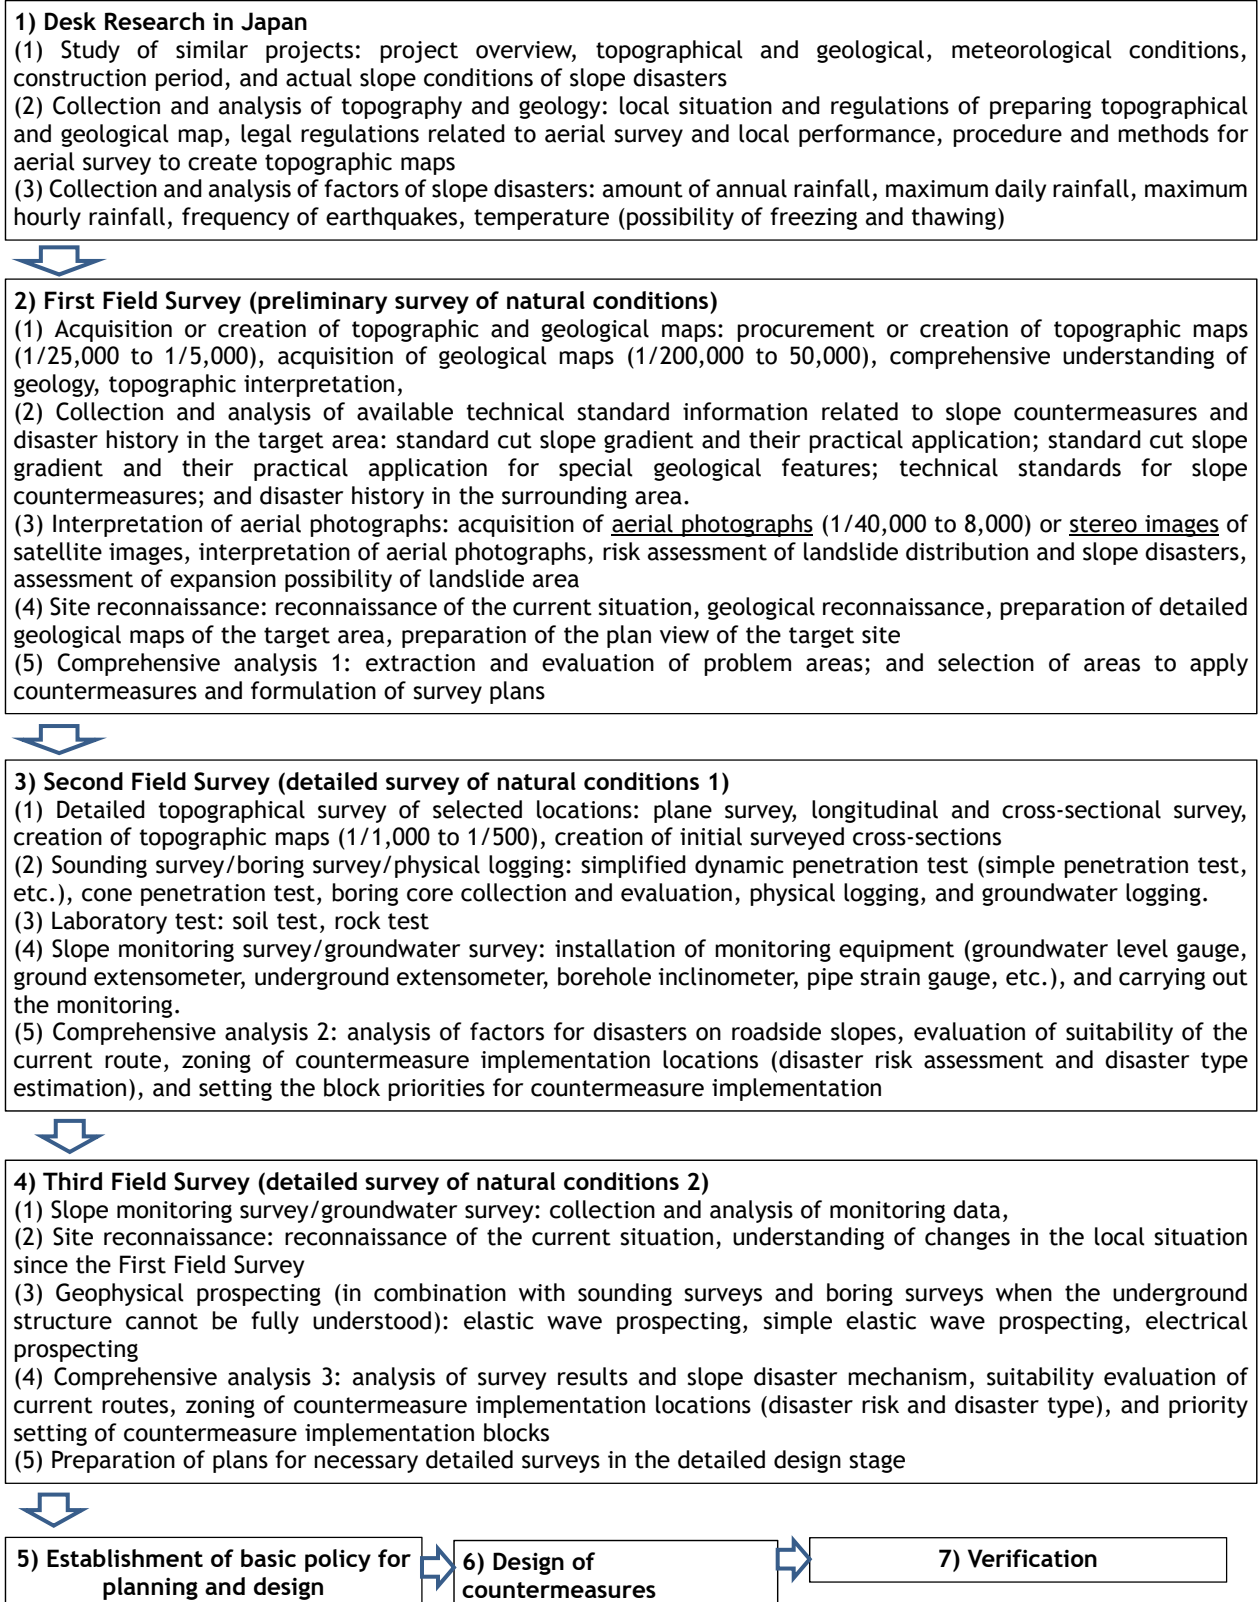 1) Desk Research in Japan
(1) Study of similar projects: project overview, topographical and geological, meteorological conditions,
construction period, and actual slope conditions of slope disasters
(2) Collection and analysis of topography and geology: local situation and regulations of preparing topographical
and geological map, legal regulations related to aerial survey and local performance, procedure and methods for
aerial survey to create topographic maps
(3) Collection and analysis of factors of slope disasters: amount of annual rainfall, maximum daily rainfall, maximum
hourly rainfall, frequency of earthquakes, temperature (possibility of freezing and thawing)
2) First Field Survey (preliminary survey of natural conditions)
(1) Acquisition or creation of topographic and geological maps: procurement or creation of topographic maps
(1/25,000 to 1/5,000), acquisition of geological maps (1/200,000 to 50,000), comprehensive understanding of
geology, topographic interpretation,
(2) Collection and analysis of available technical standard information related to slope countermeasures and
disaster history in the target area: standard cut slope gradient and their practical application; standard cut slope
gradient and their practical application for special geological features; technical standards for slope
countermeasures; and disaster history in the surrounding area.
(3) Interpretation of aerial photographs: acquisition of aerial photographs (1/40,000 to 8,000) or stereo images of
satellite images, interpretation of aerial photographs, risk assessment of landslide distribution and slope disasters,
assessment of expansion possibility of landslide area
(4) Site reconnaissance: reconnaissance of the current situation, geological reconnaissance, preparation of detailed
geological maps of the target area, preparation of the plan view of the target site
(5) Comprehensive analysis 1: extraction and evaluation of problem areas; and selection of areas to apply
countermeasures and formulation of survey plans
3) Second Field Survey (detailed survey of natural conditions 1)
(1) Detailed topographical survey of selected locations: plane survey, longitudinal and cross-sectional survey,
creation of topographic maps (1/1,000 to 1/500), creation of initial surveyed cross-sections
(2) Sounding survey/boring survey/physical logging: simplified dynamic penetration test (simple penetration test,
etc.), cone penetration test, boring core collection and evaluation, physical logging, and groundwater logging.
(3) Laboratory test: soil test, rock test
(4) Slope monitoring survey/groundwater survey: installation of monitoring equipment (groundwater level gauge,
ground extensometer, underground extensometer, borehole inclinometer, pipe strain gauge, etc.), and carrying out
the monitoring.
(5) Comprehensive analysis 2: analysis of factors for disasters on roadside slopes, evaluation of suitability of the
current route, zoning of countermeasure implementation locations (disaster risk assessment and disaster type
estimation), and setting the block priorities for countermeasure implementation
4) Third Field Survey (detailed survey of natural conditions 2)
(1) Slope monitoring survey/groundwater survey: collection and analysis of monitoring data,
(2) Site reconnaissance: reconnaissance of the current situation, understanding of changes in the local situation
since the First Field Survey
(3) Geophysical prospecting (in combination with sounding surveys and boring surveys when the underground
structure cannot be fully understood): elastic wave prospecting, simple elastic wave prospecting, electrical
prospecting
(4) Comprehensive analysis 3: analysis of survey results and slope disaster mechanism, suitability evaluation of
current routes, zoning of countermeasure implementation locations (disaster risk and disaster type), and priority
setting of countermeasure implementation blocks
(5) Preparation of plans for necessary detailed surveys in the detailed design stage
5) Establishment of basic policy for
planning and design
6) Design of
countermeasures
7) Verification